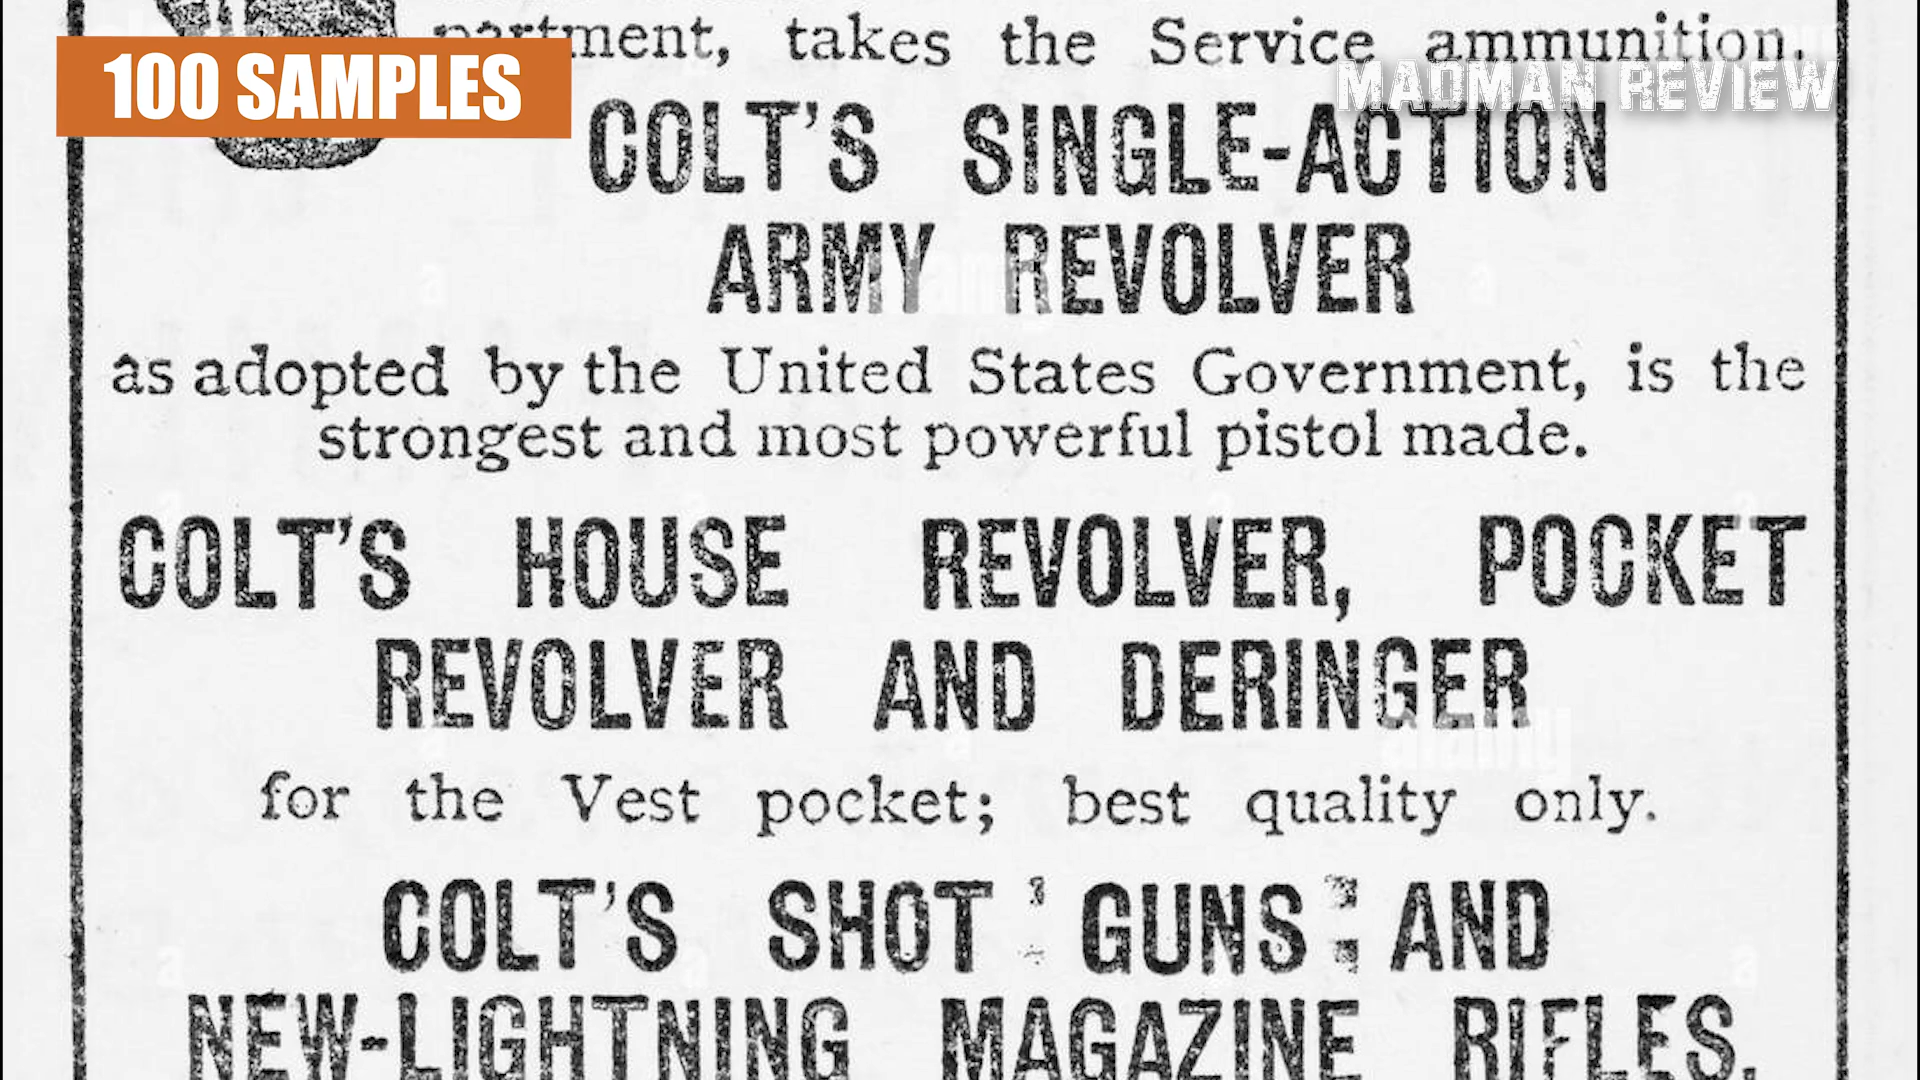 partment, takes the Service ammunition.
100 SAMPLES
MADMAN REVIEW
COLT'S SINGLE-ACTION
ARMY REVOLVER
as adopted by the United States Government, is the
strongest and most powerful pistol made.
COLT'S HOUSE REVOLVER, POCKET
REVOLVER AND DERINGER
for the Vest pocket; best quality only.
COLT'S SHOT : GUNS : AND
NEW-LIGHTNING MAGAZINE RIFLES.
alamy